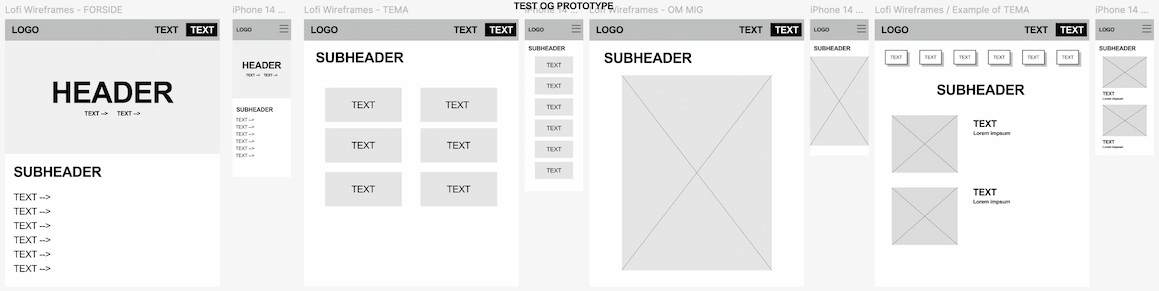 TEST OG PROTOTYPE
Lofi Wireframes - FORSIDE
LOGO
TEXT TEXT
HEADER
TEXT --> TEXT -->
SUBHEADER
TEXT -->
TEXT -->
TEXT -->
TEXT -->
TEXT -->
TEXT -->
iPhone 14 ...
LOGO
HEADER
TEXT --> TEXT -->
SUBHEADER
TEXT -->
TEXT -->
TEXT -->
TEXT -->
TEXT -->
TEXT -->
Lofi Wireframes - TEMA
LOGO
TEXT TEXT
SUBHEADER
TEXT TEXT
TEXT TEXT
TEXT TEXT
iPhone 14 ...
LOGO
SUBHEADER
TEXT
TEXT
TEXT
TEXT
TEXT
TEXT
Lofi Wireframes - OM MIG
LOGO
TEXT TEXT
SUBHEADER
iPhone 14 ...
LOGO
SUBHEADER
Lofi Wireframes / Example of TEMA
LOGO
TEXT TEXT
TEXT TEXT TEXT TEXT TEXT TEXT
SUBHEADER
TEXT
Lorem impsum
TEXT
Lorem impsum
iPhone 14 ...
LOGO
SUBHEADER
TEXT
Lorem impsum
TEXT
Lorem impsum